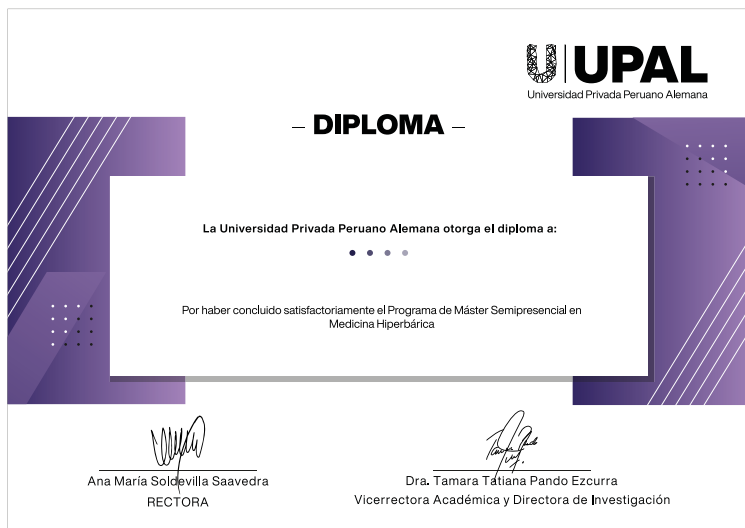 UPAL
Universidad Privada Peruano Alemana
– DIPLOMA –
La Universidad Privada Peruano Alemana otorga el diploma a:
Por haber concluido satisfactoriamente el Programa de Máster Semipresencial en
Medicina Hiperbárica
Ana María Soldevilla Saavedra
RECTORA
Dra. Tamara Tatiana Pando Ezcurra
Vicerrectora Académica y Directora de Investigación